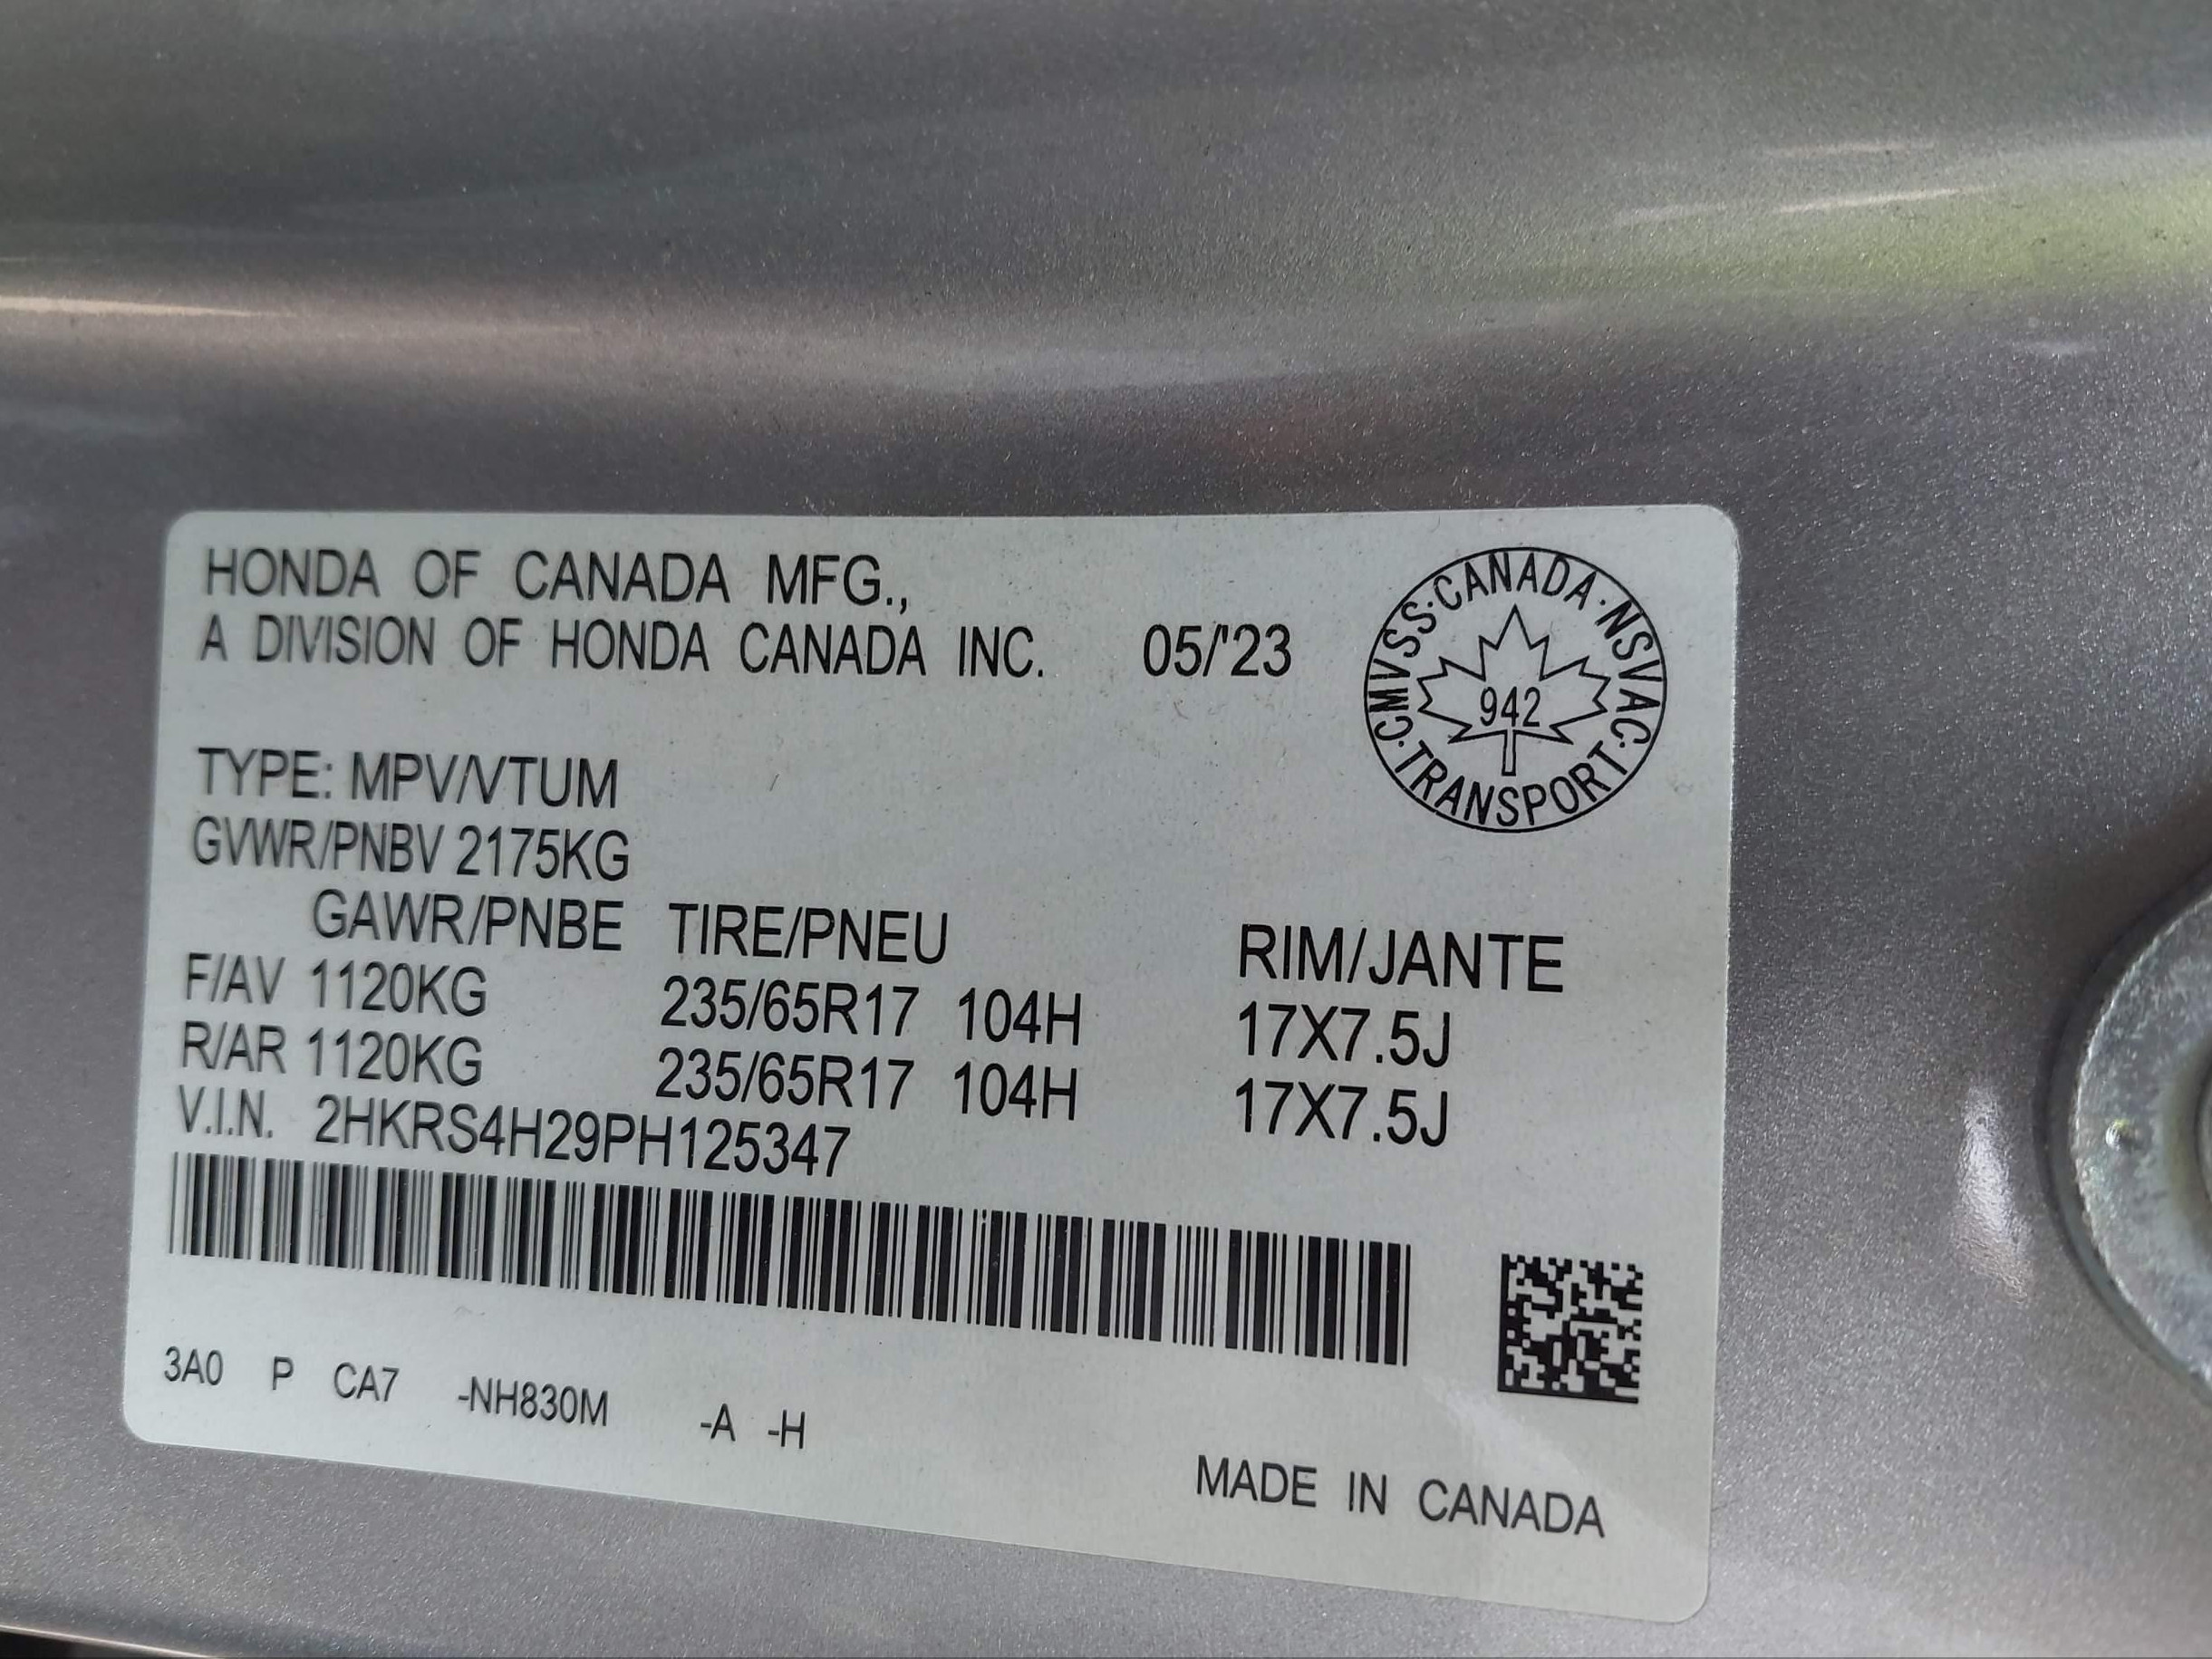 HONDA OF CANADA MFG.,
A DIVISION OF HONDA CANADA INC. 05/'23
CMVSS·CANADA·NSVAC·TRANSPORT·
942
TYPE: MPV/VTUM
GVWR/PNBV 2175KG
GAWR/PNBE TIRE/PNEU RIM/JANTE
F/AV 1120KG 235/65R17 104H 17X7.5J
R/AR 1120KG 235/65R17 104H 17X7.5J
V.I.N. 2HKRS4H29PH125347
3A0 P CA7 -NH830M -A -H
MADE IN CANADA